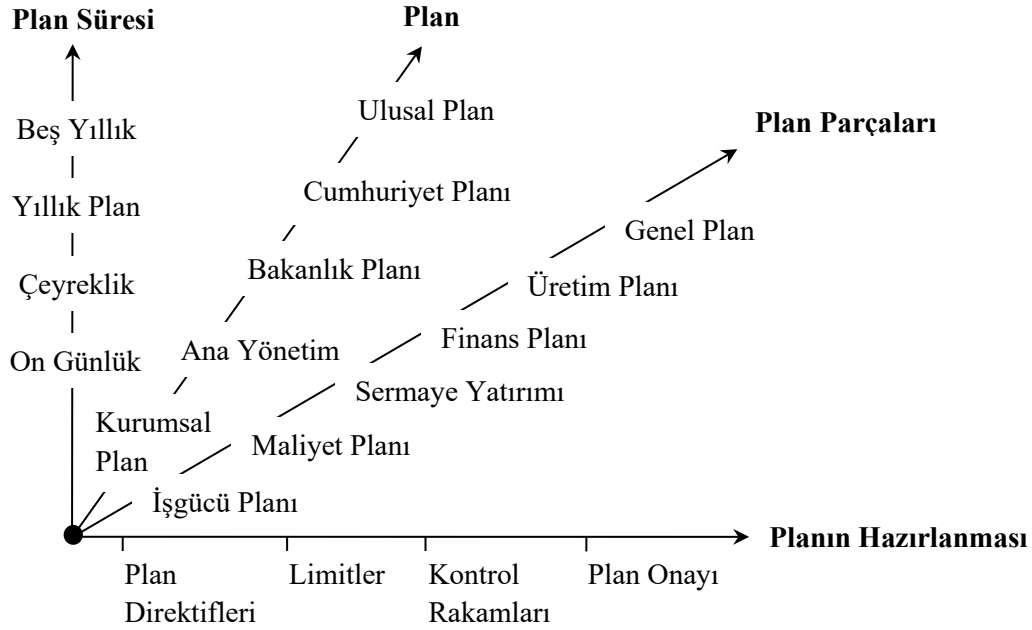 Plan Süresi
Plan
Ulusal Plan
Plan Parçaları
Beş Yıllık
Cumhuriyet Planı
Yıllık Plan
Genel Plan
Bakanlık Planı
Çeyreklik
Üretim Planı
Finans Planı
Ana Yönetim
On Günlük
Sermaye Yatırımı
Kurumsal
Plan
Maliyet Planı
İşgücü Planı
Planın Hazırlanması
Plan
Direktifleri
Limitler
Kontrol
Rakamları
Plan Onayı